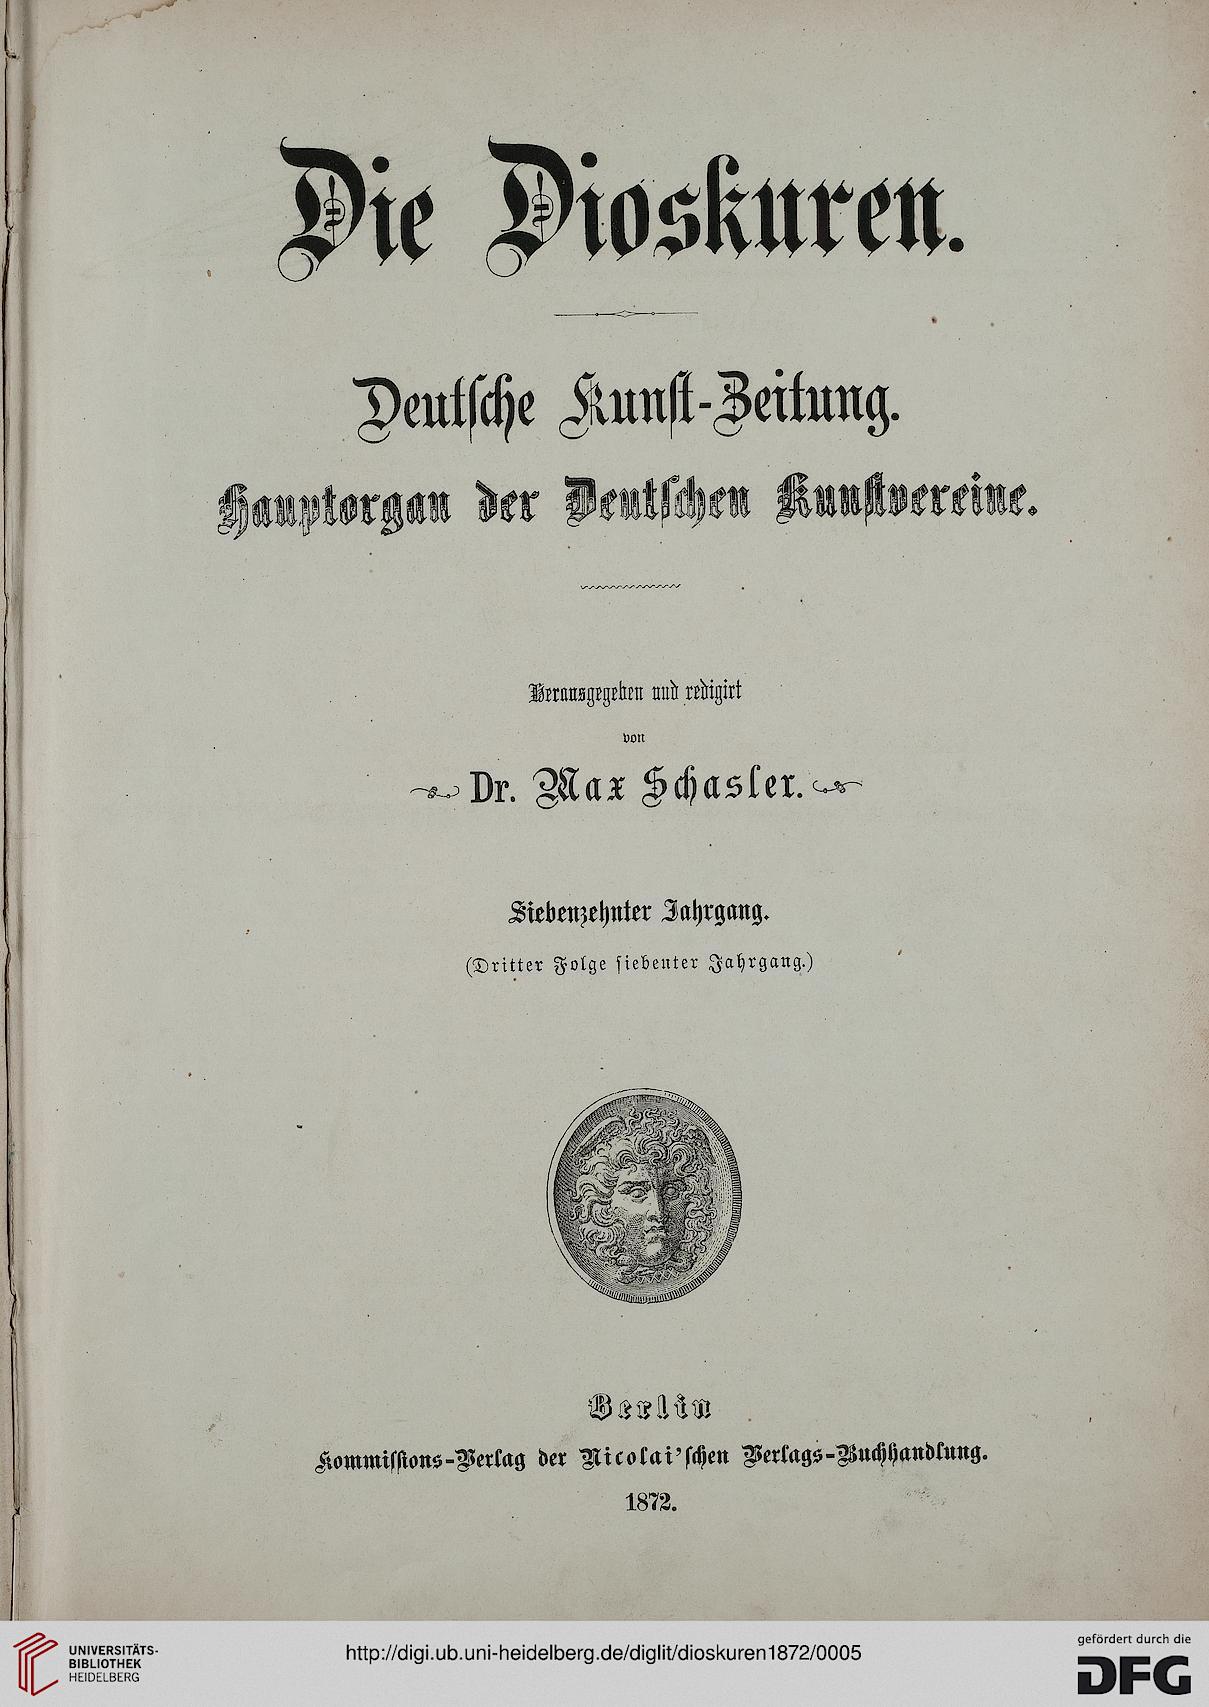 Die Dioskuren.
Deutsche Kunst-Zeitung.
Hauptorgan der Deutschen Kunstvereine.
Herausgegeben und redigirt
von
Dr. Max Schasler.
Siebenzehnter Jahrgang.
(Dritter Folge siebenter Jahrgang.)
Berlin
Kommissions-Verlag der Nicolai'schen Verlags-Buchhandlung.
1872.
UNIVERSITÄTS-
BIBLIOTHEK
HEIDELBERG
http://digi.ub.uni-heidelberg.de/diglit/dioskuren1872/0005
gefördert durch die
DFG